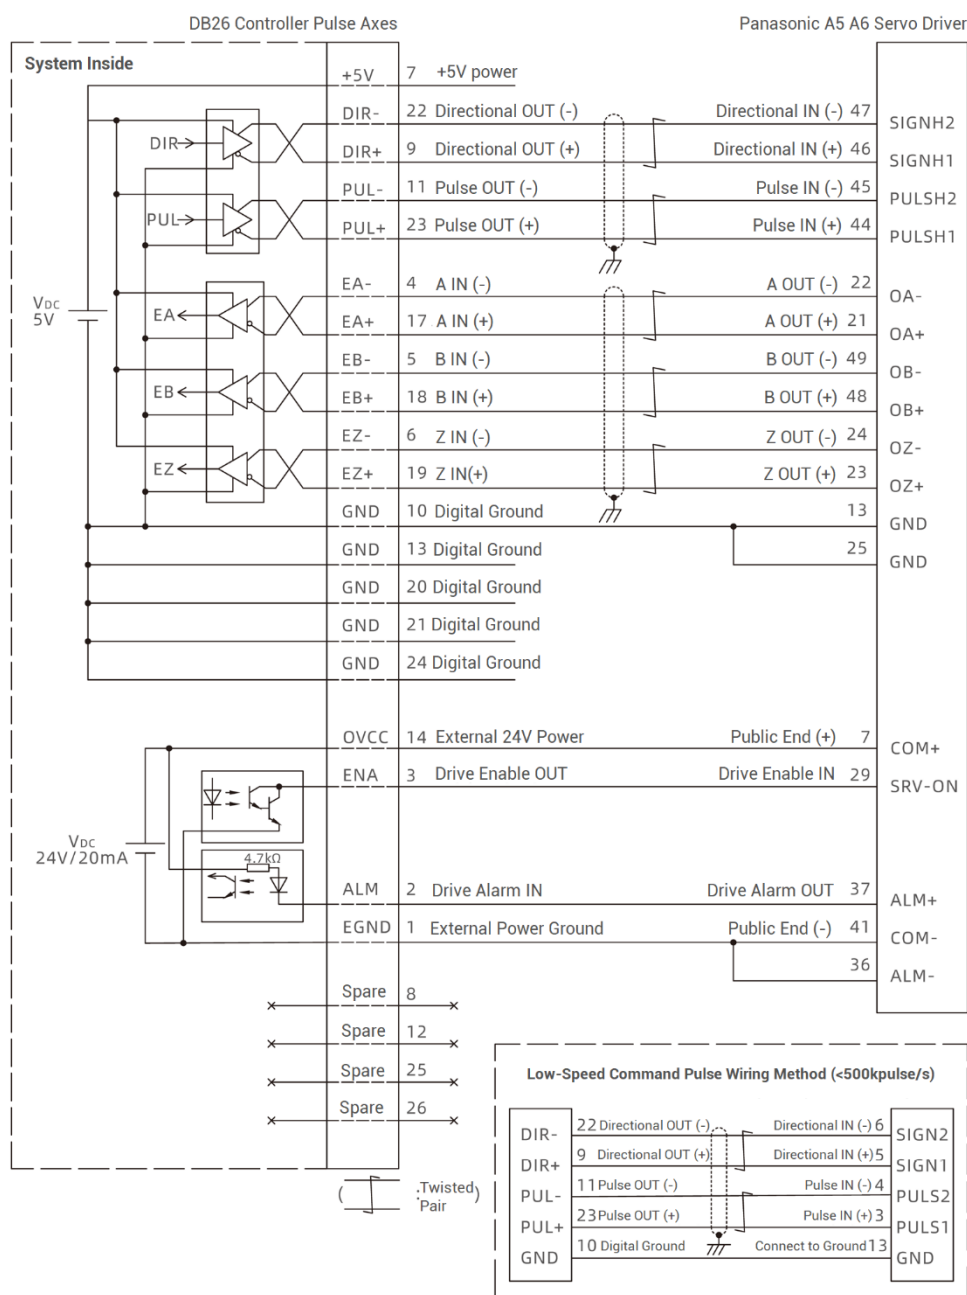 DB26 Controller Pulse Axes
Panasonic A5 A6 Servo Driver
System Inside
+5V 7 +5V power
DIR- 22 Directional OUT (-) Directional IN (-) 47 SIGNH2
DIR
DIR+ 9 Directional OUT (+) Directional IN (+) 46 SIGNH1
PUL- 11 Pulse OUT (-) Pulse IN (-) 45 PULSH2
PUL
PUL+ 23 Pulse OUT (+) Pulse IN (+) 44 PULSH1
EA- 4 A IN (-) A OUT (-) 22 OA-
VDC
5V
EA
EA+ 17 A IN (+) A OUT (+) 21 OA+
EB- 5 B IN (-) B OUT (-) 49 OB-
EB
EB+ 18 B IN (+) B OUT (+) 48 OB+
EZ- 6 Z IN (-) Z OUT (-) 24 OZ-
EZ
EZ+ 19 Z IN(+) Z OUT (+) 23 OZ+
GND 10 Digital Ground 13 GND
GND 13 Digital Ground 25 GND
GND 20 Digital Ground
GND 21 Digital Ground
GND 24 Digital Ground
OVCC 14 External 24V Power Public End (+) 7 COM+
ENA 3 Drive Enable OUT Drive Enable IN 29 SRV-ON
VDC
24V/20mA
4.7kΩ
ALM 2 Drive Alarm IN Drive Alarm OUT 37 ALM+
EGND 1 External Power Ground Public End (-) 41 COM-
36 ALM-
Spare 8
Spare 12
Spare 25
Spare 26
( :Twisted Pair)
Low-Speed Command Pulse Wiring Method (<500kpulse/s)
DIR- 22 Directional OUT (-) Directional IN (-) 6 SIGN2
DIR+ 9 Directional OUT (+) Directional IN (+) 5 SIGN1
PUL- 11 Pulse OUT (-) Pulse IN (-) 4 PULS2
PUL+ 23 Pulse OUT (+) Pulse IN (+) 3 PULS1
GND 10 Digital Ground Connect to Ground 13 GND